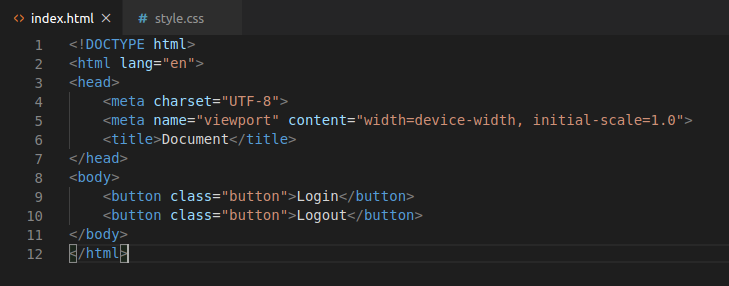 <> index.html × # style.css
1 <!DOCTYPE html>
2 <html lang="en">
3 <head>
4     <meta charset="UTF-8">
5     <meta name="viewport" content="width=device-width, initial-scale=1.0">
6     <title>Document</title>
7 </head>
8 <body>
9     <button class="button">Login</button>
10     <button class="button">Logout</button>
11 </body>
12 </html>